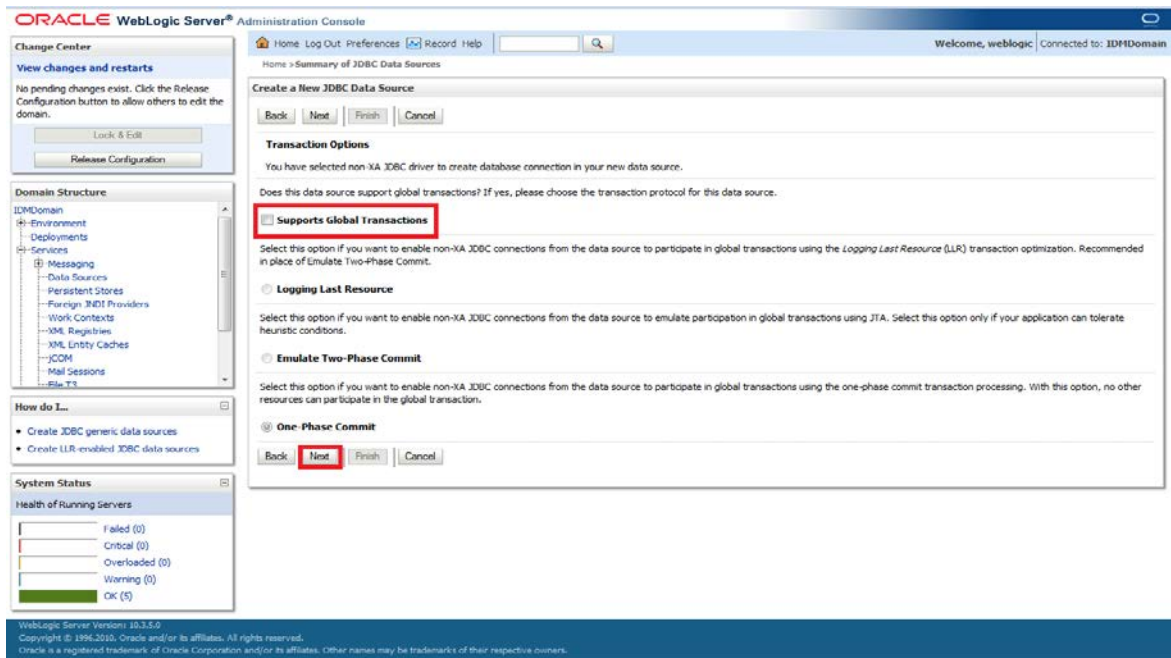 ORACLE WebLogic Server® Administration Console
Change Center
View changes and restarts
No pending changes exist. Click the Release
Configuration button to allow others to edit the
domain.
Lock & Edit
Release Configuration
Domain Structure
IDMDomain
Environment
Deployments
Services
Messaging
Data Sources
Persistent Stores
Foreign JNDI Providers
Work Contexts
XML Registries
XML Entity Caches
jCOM
Mail Sessions
File T3
How do I...
Create JDBC generic data sources
Create LLR-enabled JDBC data sources
System Status
Health of Running Servers
Failed (0)
Critical (0)
Overloaded (0)
Warning (0)
OK (5)
Home Log Out Preferences Record Help
Welcome, weblogic Connected to: IDMDomain
Home >Summary of JDBC Data Sources
Create a New JDBC Data Source
Back Next Finish Cancel
Transaction Options
You have selected non-XA JDBC driver to create database connection in your new data source.
Does this data source support global transactions? If yes, please choose the transaction protocol for this data source.
Supports Global Transactions
Select this option if you want to enable non-XA JDBC connections from the data source to participate in global transactions using the Logging Last Resource (LLR) transaction optimization. Recommended
in place of Emulate Two-Phase Commit.
Logging Last Resource
Select this option if you want to enable non-XA JDBC connections from the data source to emulate participation in global transactions using JTA. Select this option only if your application can tolerate
heuristic conditions.
Emulate Two-Phase Commit
Select this option if you want to enable non-XA JDBC connections from the data source to participate in global transactions using the one-phase commit transaction processing. With this option, no other
resources can participate in the global transaction.
One-Phase Commit
Back Next Finish Cancel
WebLogic Server Version: 10.3.5.0
Copyright © 1996,2010, Oracle and/or its affiliates. All rights reserved.
Oracle is a registered trademark of Oracle Corporation and/or its affiliates. Other names may be trademarks of their respective owners.